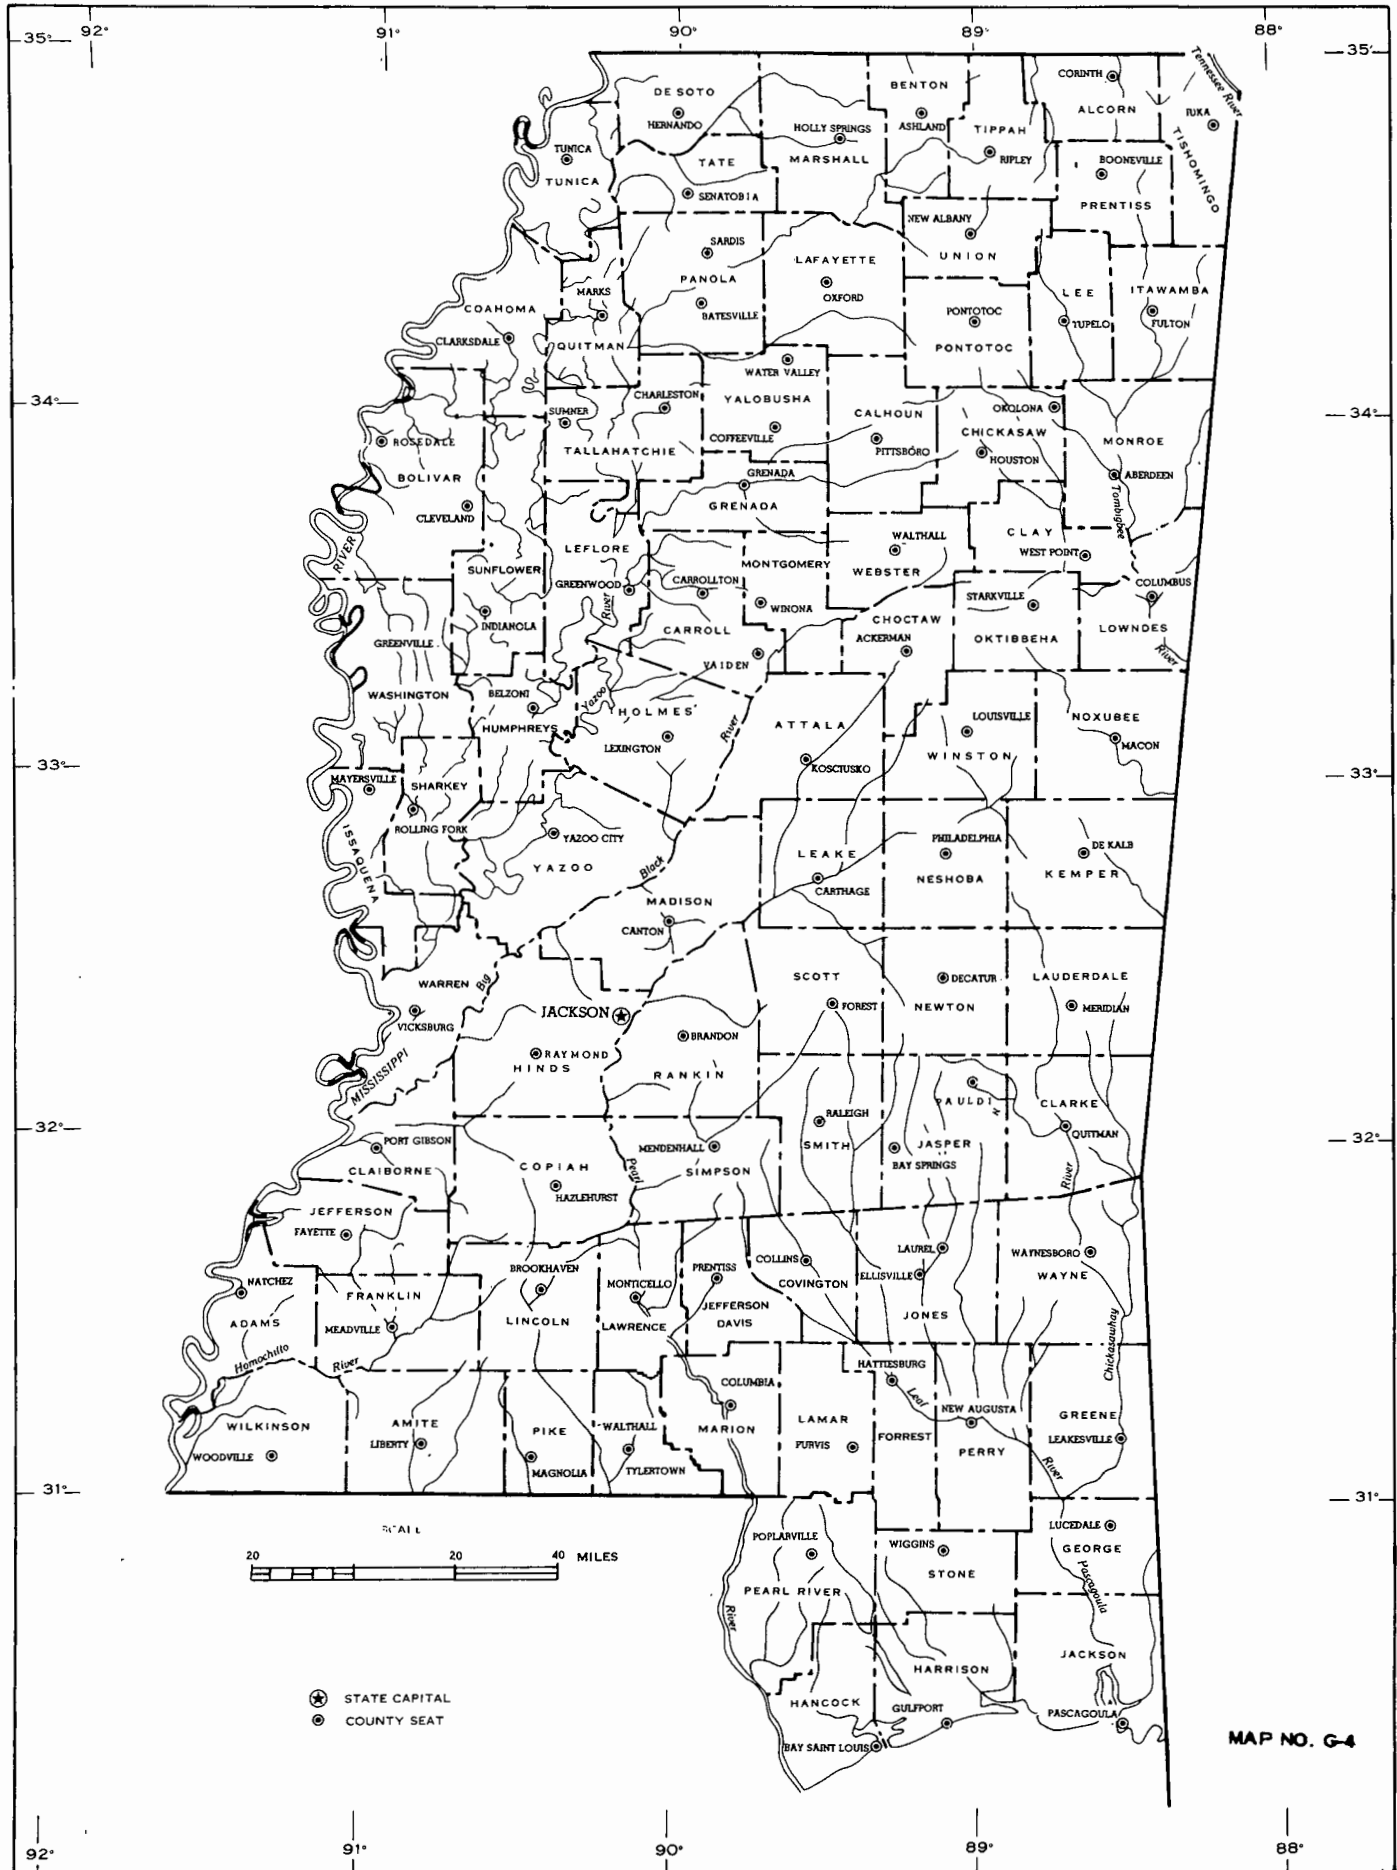 92° 91° 90° 89° 88°
35° 35°
Tennessee River
CORINTH
BENTON
DE SOTO
ALCORN
HERNANDO
ASHLAND
IUKA
HOLLY SPRINGS
TIPPAH
TUNICA
MARSHALL
RIPLEY
BOONEVILLE
TATE
TISHOMINGO
TUNICA
SENATOBIA
PRENTISS
NEW ALBANY
SARDIS
UNION
LAFAYETTE
PANOLA
LEE
ITAWAMBA
MARKS
OXFORD
COAHOMA
BATESVILLE
PONTOTOC
TUPELO
FULTON
CLARKSDALE
QUITMAN
PONTOTOC
WATER VALLEY
34° 34°
CHARLESTON
YALOBUSHA
SUMNER
OKOLONA
CALHOUN
ROSEDALE
COFFEEVILLE
CHICKASAW
MONROE
TALLAHATCHIE
PITTSBORO
HOUSTON
BOLIVAR
GRENADA
ABERDEEN
GRENADA
CLEVELAND
Tombigbee
CLAY
RIVER
LEFLORE
WALTHALL
WEST POINT
MONTGOMERY
SUNFLOWER
WEBSTER
GREENWOOD
CARROLLTON
COLUMBUS
River
WINONA
STARKVILLE
INDIANOLA
CHOCTAW
CARROLL
LOWNDES
GREENVILLE
ACKERMAN
OKTIBBEHA
VAIDEN
River
WASHINGTON
BELZONI
Yazoo
HOLMES
LOUISVILLE
NOXUBEE
HUMPHREYS
River
ATTALA
LEXINGTON
MACON
WINSTON
33° 33°
KOSCIUSKO
MAYERSVILLE
SHARKEY
ROLLING FORK
YAZOO CITY
PHILADELPHIA
DE KALB
ISSAQUENA
LEAKE
YAZOO
Black
NESHOBA
KEMPER
CARTHAGE
MADISON
CANTON
SCOTT
DECATUR
LAUDERDALE
WARREN
Big
FOREST
NEWTON
MERIDIAN
JACKSON
VICKSBURG
BRANDON
RAYMOND
HINDS
RANKIN
MISSISSIPPI
PAULDIN
CLARKE
RALEIGH
32° 32°
QUITMAN
PORT GIBSON
MENDENHALL
SMITH
JASPER
CLAIBORNE
COPIAH
Pearl
SIMPSON
BAY SPRINGS
River
HAZLEHURST
JEFFERSON
FAYETTE
LAUREL
WAYNESBORO
COLLINS
BROOKHAVEN
PRENTISS
ELLISVILLE
WAYNE
NATCHEZ
MONTICELLO
COVINGTON
FRANKLIN
JEFFERSON
DAVIS
JONES
ADAMS
MEADVILLE
LINCOLN
LAWRENCE
Chickasawhay
Homochitto
River
HATTIESBURG
COLUMBIA
Leaf
NEW AUGUSTA
WILKINSON
AMITE
PIKE
WALTHALL
MARION
LAMAR
FORREST
GREENE
LIBERTY
PURVIS
PERRY
LEAKESVILLE
WOODVILLE
River
MAGNOLIA
TYLERTOWN
31° 31°
SCALE
LUCEDALE
POPLARVILLE
WIGGINS
GEORGE
20 20 40 MILES
STONE
Pascagoula
PEARL RIVER
River
JACKSON
HARRISON
STATE CAPITAL
HANCOCK
GULFPORT
COUNTY SEAT
PASCAGOULA
BAY SAINT LOUIS
MAP NO. G-4
92° 91° 90° 89° 88°